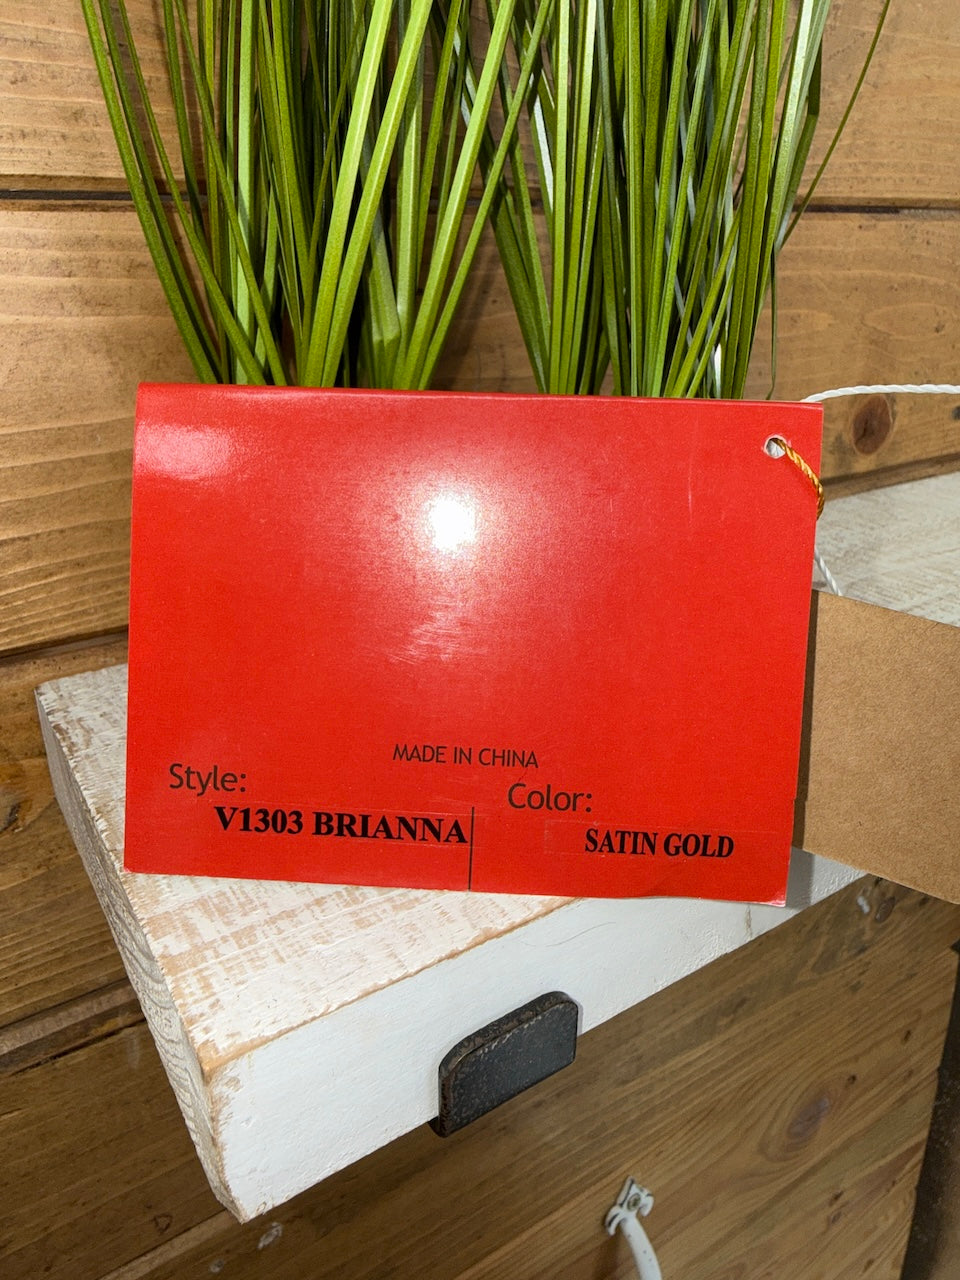 MADE IN CHINA
Style:
V1303 BRIANNA
Color:
SATIN GOLD